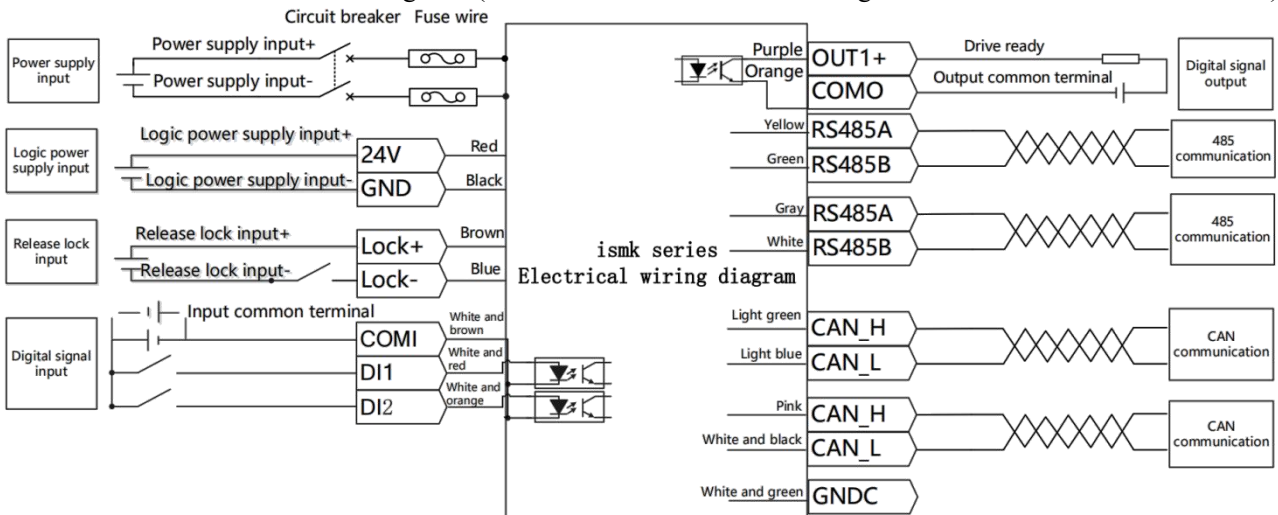 Circuit breaker Fuse wire
Power supply
input
Power supply input+
Power supply input-
Logic power
supply input
Logic power supply input+
24V
Red
Logic power supply input-
GND
Black
Release lock
input
Release lock input+
Lock+
Brown
Release lock input-
Lock-
Blue
Digital signal
input
Input common terminal
COMI
White and
brown
DI1
White and
red
DI2
White and
orange
ismk series
Electrical wiring diagram
Purple
OUT1+
Drive ready
Orange
COMO
Output common terminal
Digital signal
output
Yellow
RS485A
Green
RS485B
485
communication
Gray
RS485A
White
RS485B
485
communication
Light green
CAN_H
Light blue
CAN_L
CAN
communication
Pink
CAN_H
White and black
CAN_L
CAN
communication
White and green
GNDC